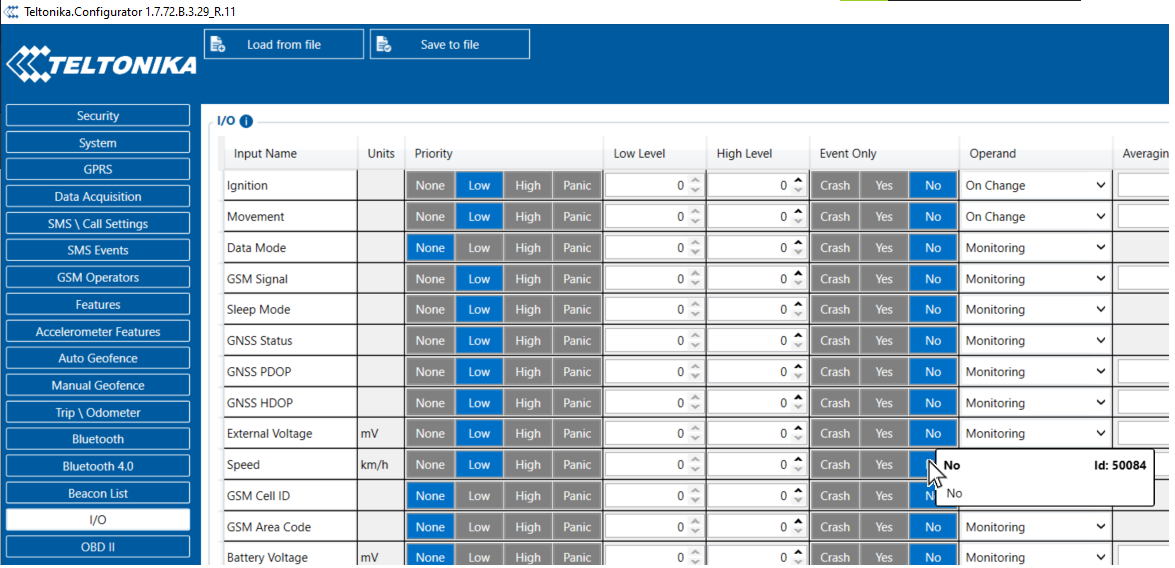 Teltonika.Configurator 1.7.72.B.3.29_R.11
TELTONIKA
Load from file Save to file
Security
System
GPRS
Data Acquisition
SMS \ Call Settings
SMS Events
GSM Operators
Features
Accelerometer Features
Auto Geofence
Manual Geofence
Trip \ Odometer
Bluetooth
Bluetooth 4.0
Beacon List
I/O
OBD II
I/O i
Input Name Units Priority Low Level High Level Event Only Operand Averagin
Ignition None Low High Panic 0 0 Crash Yes No On Change
Movement None Low High Panic 0 0 Crash Yes No On Change
Data Mode None Low High Panic 0 0 Crash Yes No Monitoring
GSM Signal None Low High Panic 0 0 Crash Yes No Monitoring
Sleep Mode None Low High Panic 0 0 Crash Yes No Monitoring
GNSS Status None Low High Panic 0 0 Crash Yes No Monitoring
GNSS PDOP None Low High Panic 0 0 Crash Yes No Monitoring
GNSS HDOP None Low High Panic 0 0 Crash Yes No Monitoring
External Voltage mV None Low High Panic 0 0 Crash Yes No Monitoring
Speed km/h None Low High Panic 0 0 Crash Yes No Id: 50084
GSM Cell ID None Low High Panic 0 0 Crash Yes N No
GSM Area Code None Low High Panic 0 0 Crash Yes No Monitoring
Battery Voltage mV None Low High Panic 0 0 Crash Yes No Monitoring